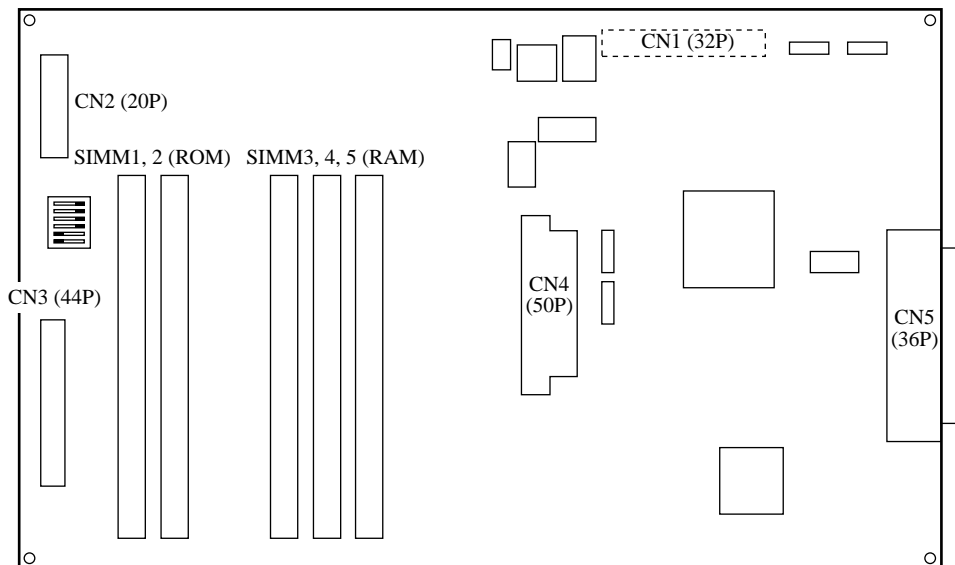 CN1 (32P)
CN2 (20P)
SIMM1, 2 (ROM)
SIMM3, 4, 5 (RAM)
CN3 (44P)
CN4
(50P)
CN5
(36P)